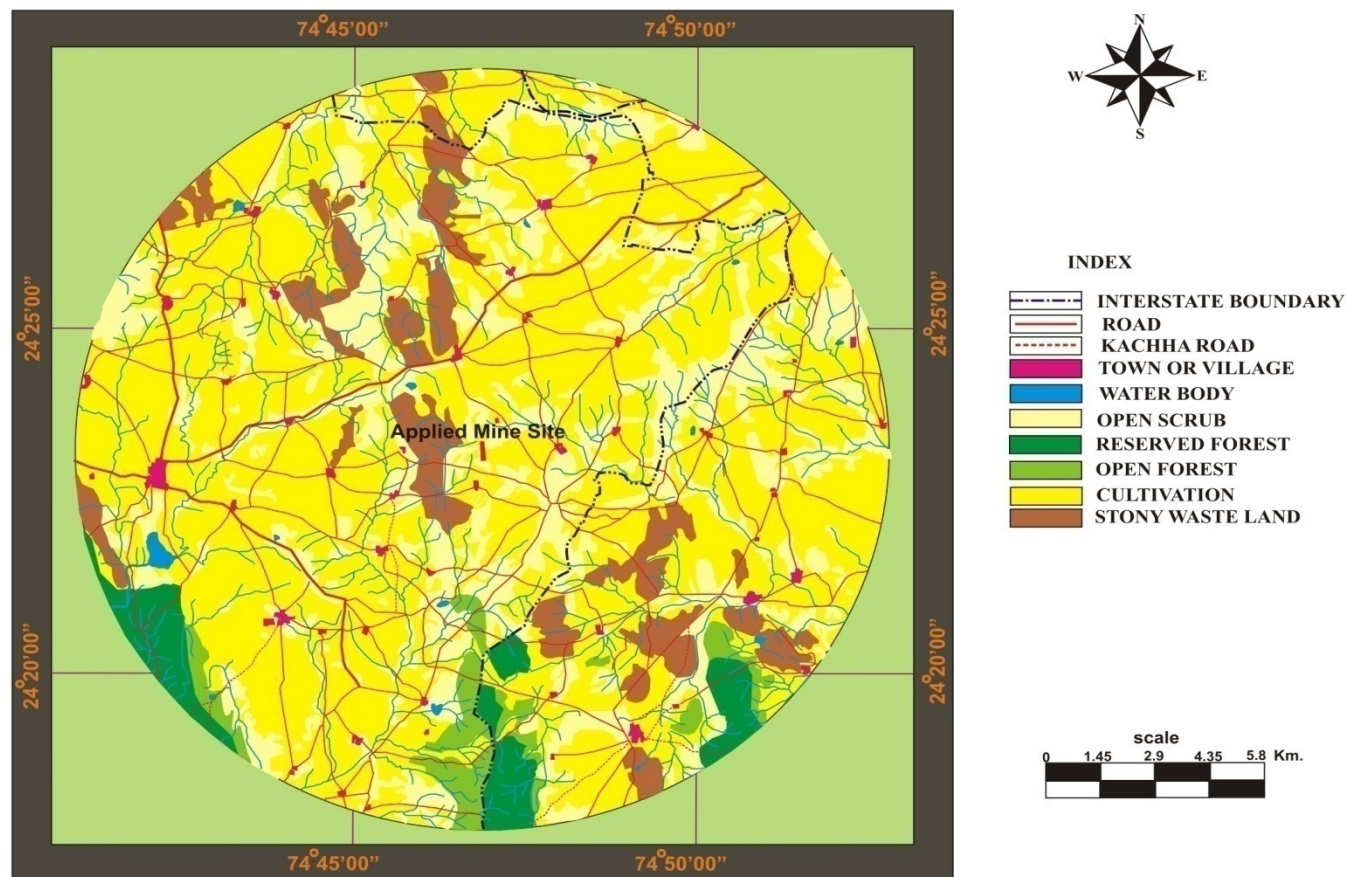 74°45’00” 74°50’00”
N
W E
S
24°25’00” 24°25’00”
Applied Mine Site
24°20’00” 24°20’00”
74°45’00” 74°50’00”
INDEX
INTERSTATE BOUNDARY
ROAD
KACHHA ROAD
TOWN OR VILLAGE
WATER BODY
OPEN SCRUB
RESERVED FOREST
OPEN FOREST
CULTIVATION
STONY WASTE LAND
scale
0 1.45 2.9 4.35 5.8 Km.